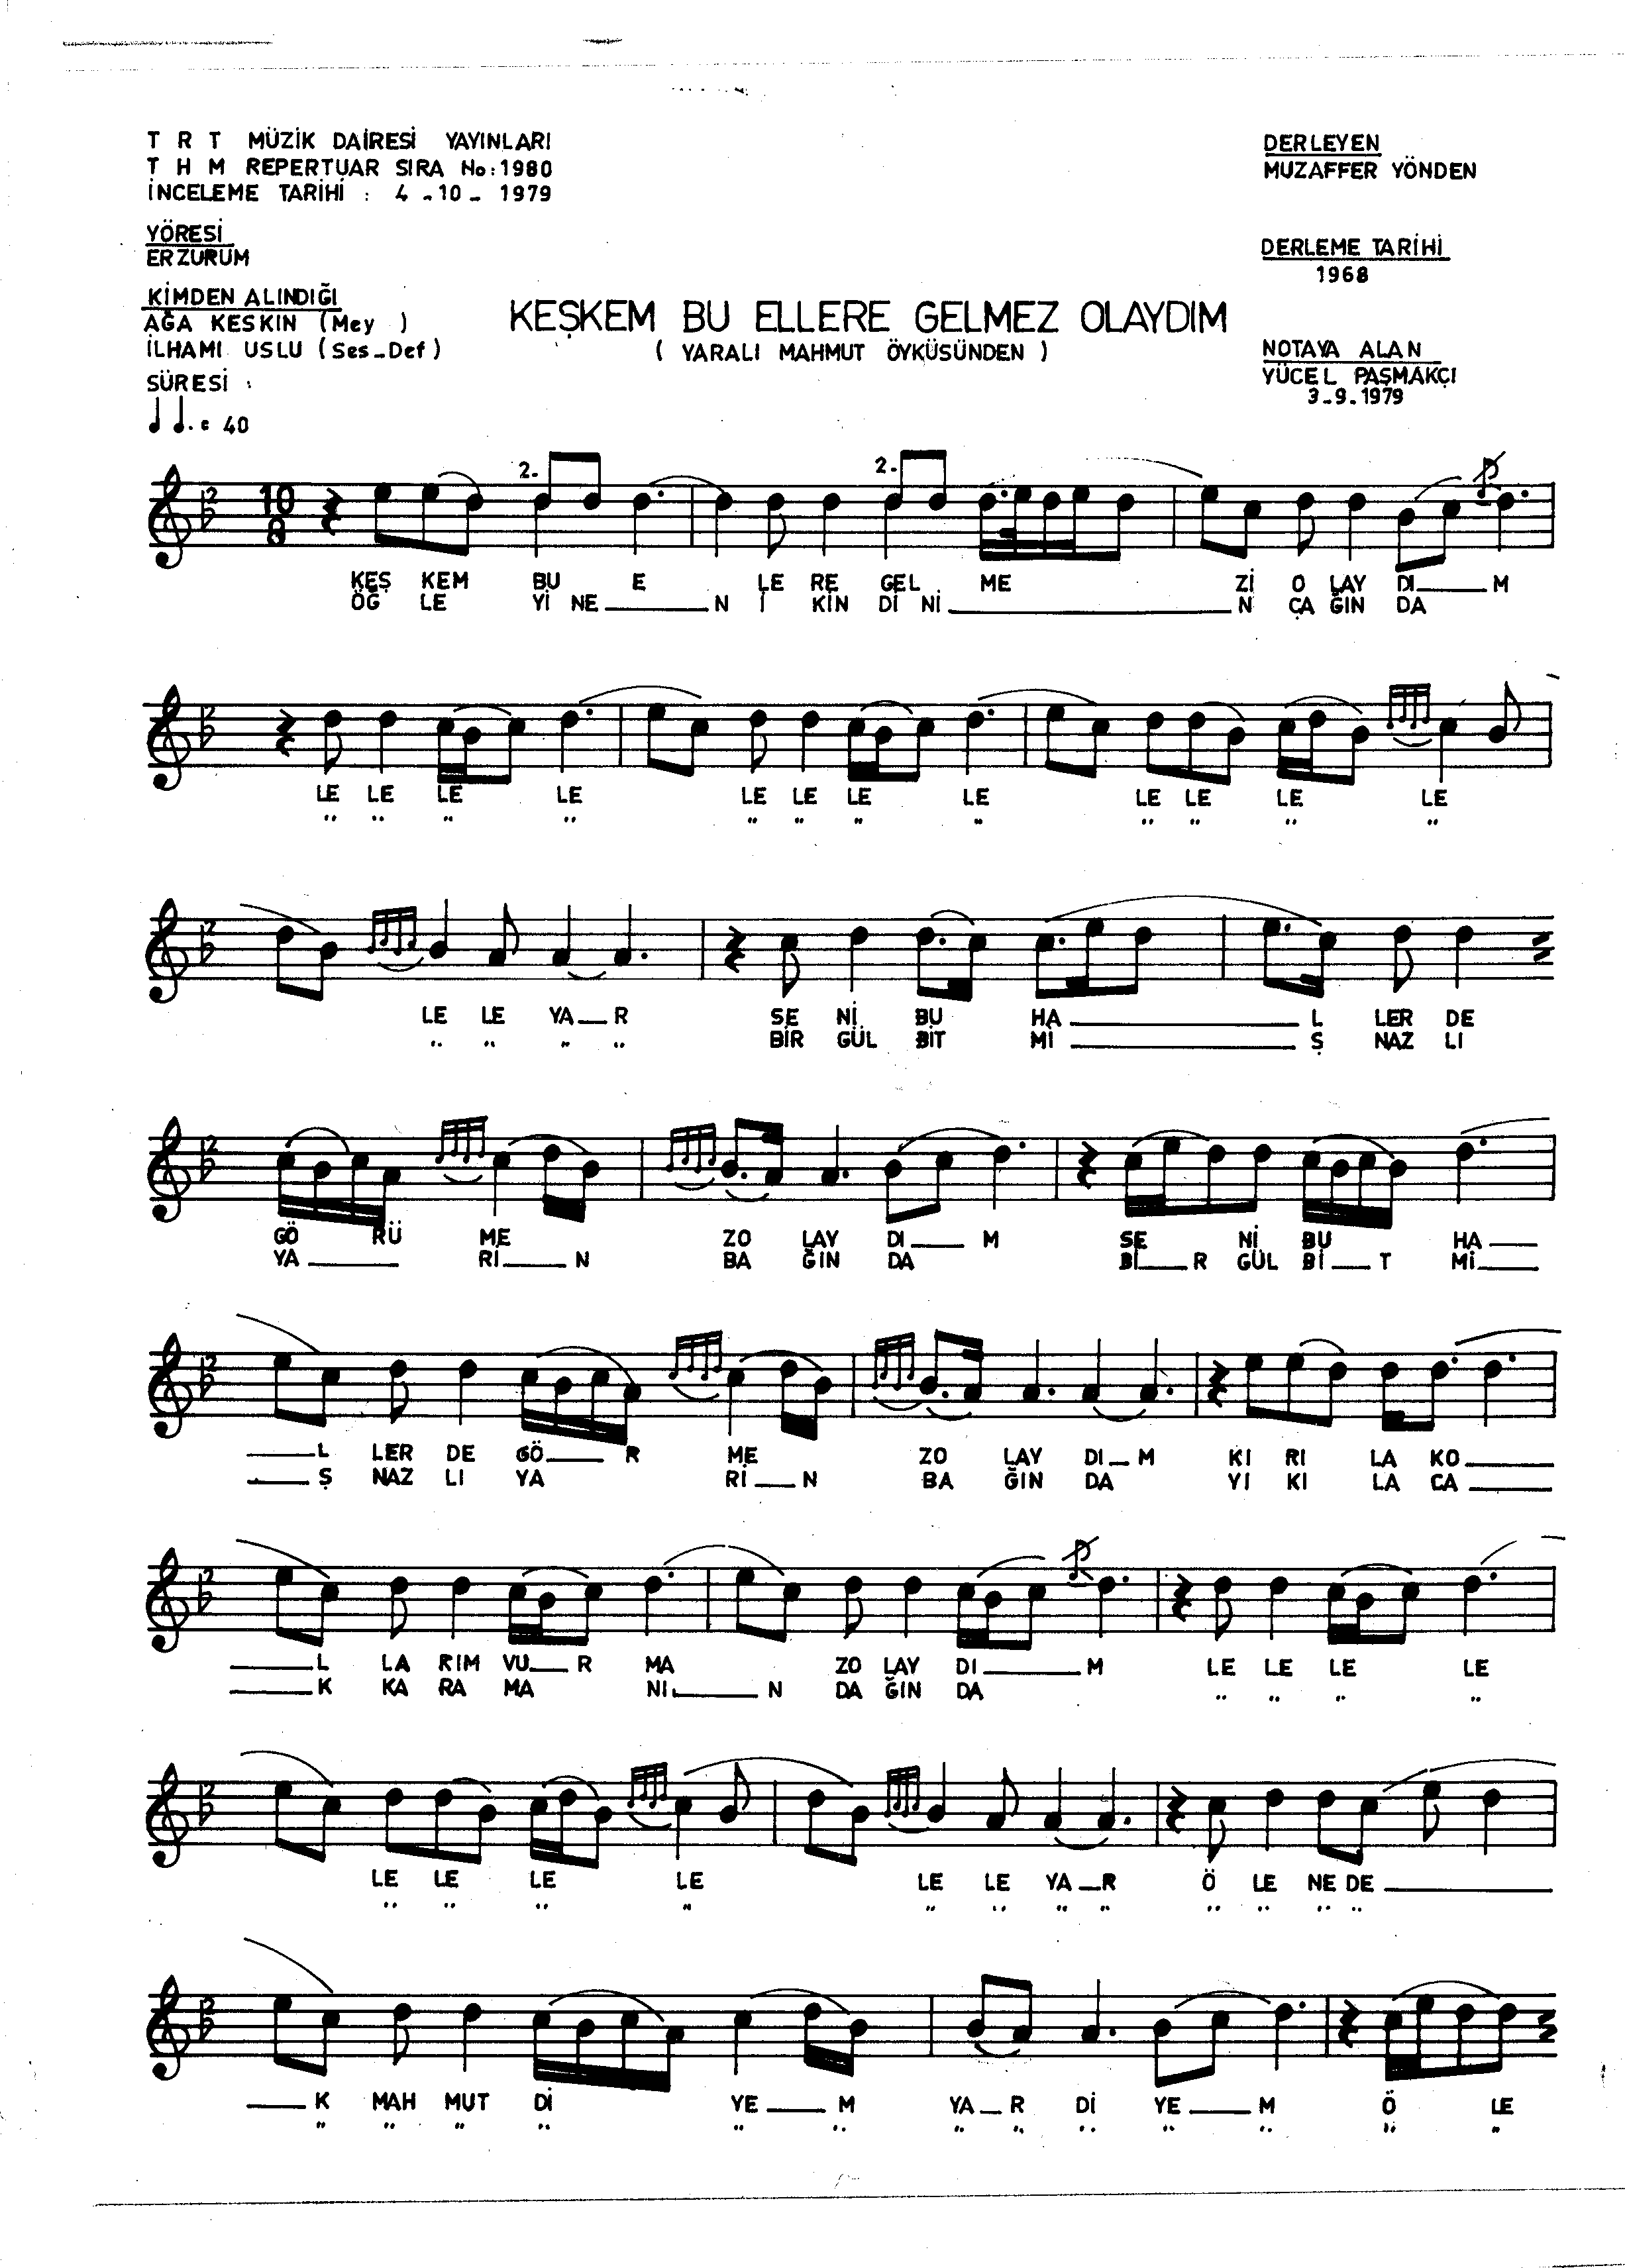 T R T MÜZİK DAİRESİ YAYINLARI
T H M REPERTUAR SIRA No:1980
İNCELEME TARİHİ : 4 -10 - 1979
YÖRESİ
ERZURUM
KİMDEN ALINDIĞI
AĞA KESKİN (Mey )
İLHAMİ USLU (Ses-Def)
SÜRESİ :
40
KEŞKEM BU ELLERE GELMEZ OLAYDIM
( YARALI MAHMUT ÖYKÜSÜNDEN )
DERLEYEN
MUZAFFER YÖNDEN
DERLEME TARİHİ
1968
NOTAYA ALAN
YÜCEL PAŞMAKÇI
3-9.1979
10
8
2-
2-
KEŞ KEM BU E LE RE GEL ME Zİ O LAY DI M
ÖĞ LE Yİ NE N İ KİN Dİ Nİ N ÇA ĞIN DA
LE LE LE LE LE LE LE LE LE LE LE LE
" " " " " " " " " " " "
LE LE YA R SE Nİ BU HA L LER DE
" " " " BİR GÜL BİT Mİ Ş NAZ LI
GÖ RÜ ME ZO LAY DI M SE Nİ BU HA
YA Rİ N BA ĞIN DA Bİ R GÜL Bİ T Mİ
L LER DE GÖ R ME ZO LAY DI M KI RI LA KO
Ş NAZ LI YA Rİ N BA ĞIN DA YI KI LA CA
L LA RIM VU R MA ZO LAY DI M LE LE LE LE
K KA RA MA NI N DA ĞIN DA " " " "
LE LE LE LE LE LE YA R Ö LE NE DE
" " " " " " " " " " " "
K MAH MUT Dİ YE M YA R Dİ YE M Ö LE
" " " " " " " " " " " " "